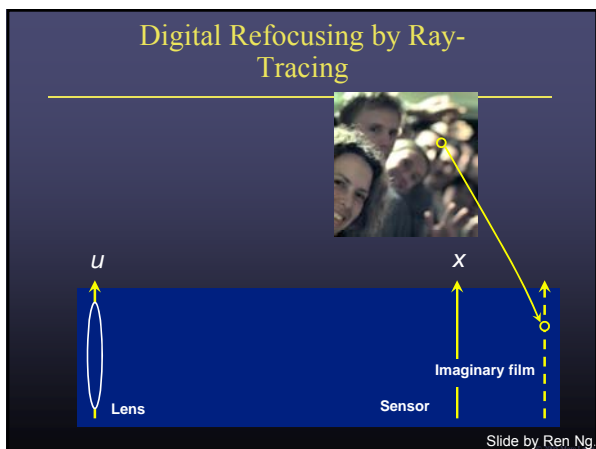 Digital Refocusing by Ray-
Tracing
u
x
Imaginary film
Lens
Sensor
Slide by Ren Ng.